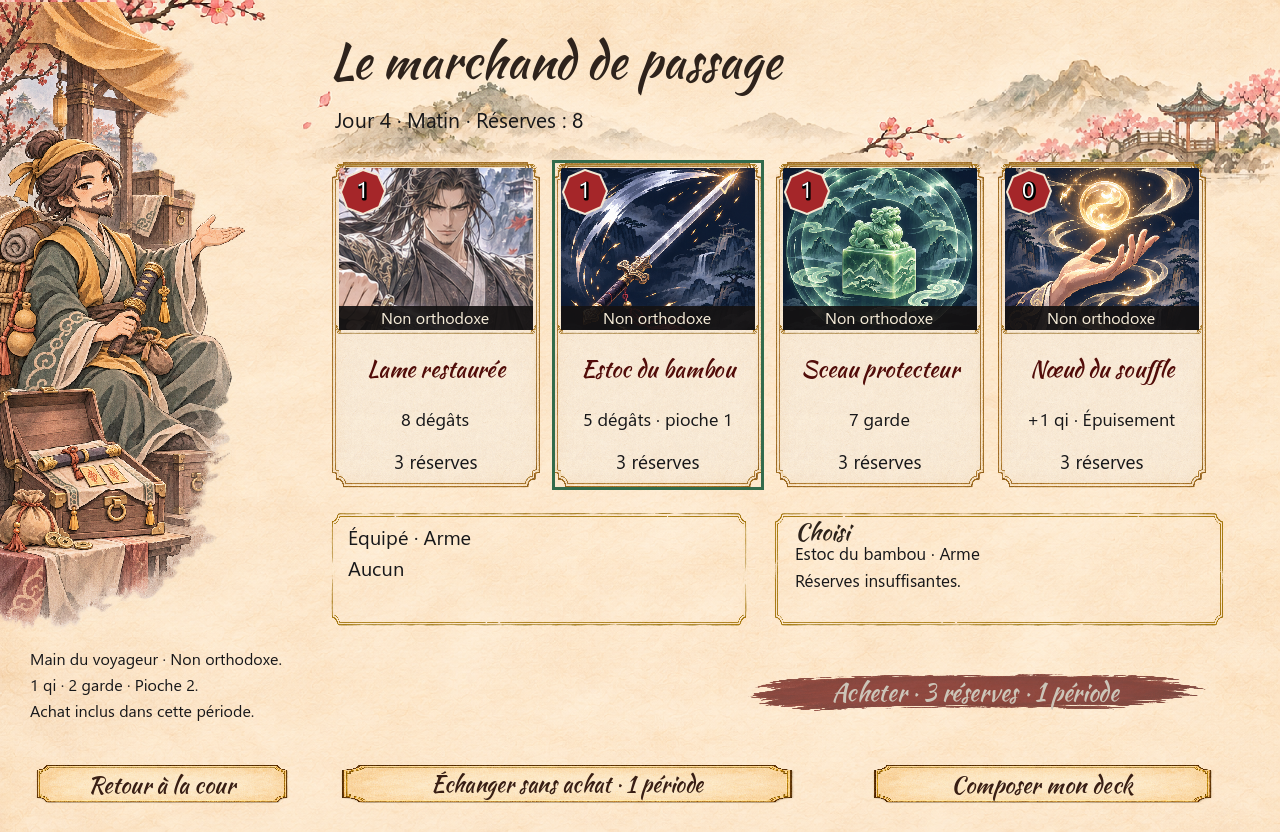 Le marchand de passage
Jour 4 · Matin · Réserves : 8
1
Non orthodoxe
Lame restaurée
8 dégâts
3 réserves
1
Non orthodoxe
Estoc du bambou
5 dégâts · pioche 1
3 réserves
1
Non orthodoxe
Sceau protecteur
7 garde
3 réserves
0
Non orthodoxe
Nœud du souffle
+1 qi · Épuisement
3 réserves
Équipé · Arme
Aucun
Choisi
Estoc du bambou · Arme
Réserves insuffisantes.
Main du voyageur · Non orthodoxe.
1 qi · 2 garde · Pioche 2.
Achat inclus dans cette période.
Acheter · 3 réserves · 1 période
Retour à la cour
Échanger sans achat · 1 période
Composer mon deck